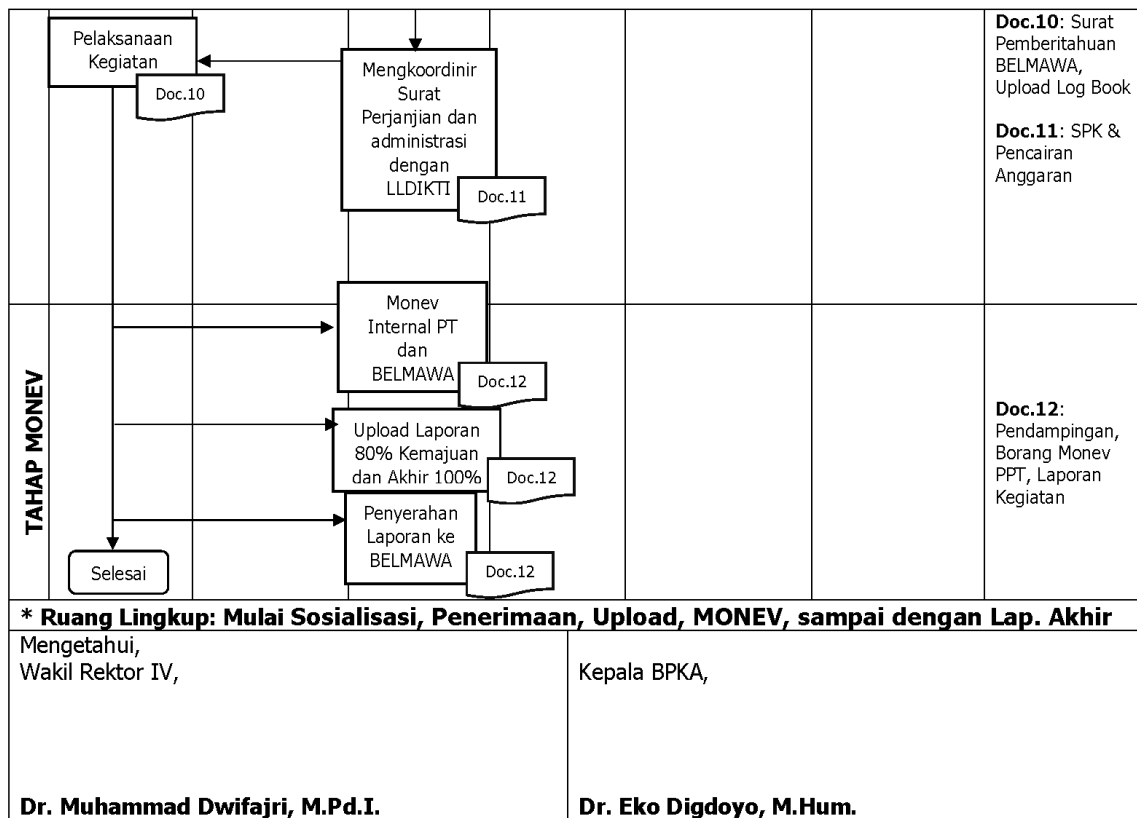 Pelaksanaan
Kegiatan
Doc.10
Mengkoordinir
Surat
Perjanjian dan
administrasi
dengan
LLDIKTI
Doc.11
Doc.10: Surat
Pemberitahuan
BELMAWA,
Upload Log Book
Doc.11: SPK &
Pencairan
Anggaran
TAHAP MONEV
Monev
Internal PT
dan
BELMAWA
Doc.12
Upload Laporan
80% Kemajuan
dan Akhir 100%
Doc.12
Penyerahan
Laporan ke
BELMAWA
Doc.12
Selesai
Doc.12:
Pendampingan,
Borang Monev
PPT, Laporan
Kegiatan
* Ruang Lingkup: Mulai Sosialisasi, Penerimaan, Upload, MONEV, sampai dengan Lap. Akhir
Mengetahui,
Wakil Rektor IV,
Dr. Muhammad Dwifajri, M.Pd.I.
Kepala BPKA,
Dr. Eko Digdoyo, M.Hum.